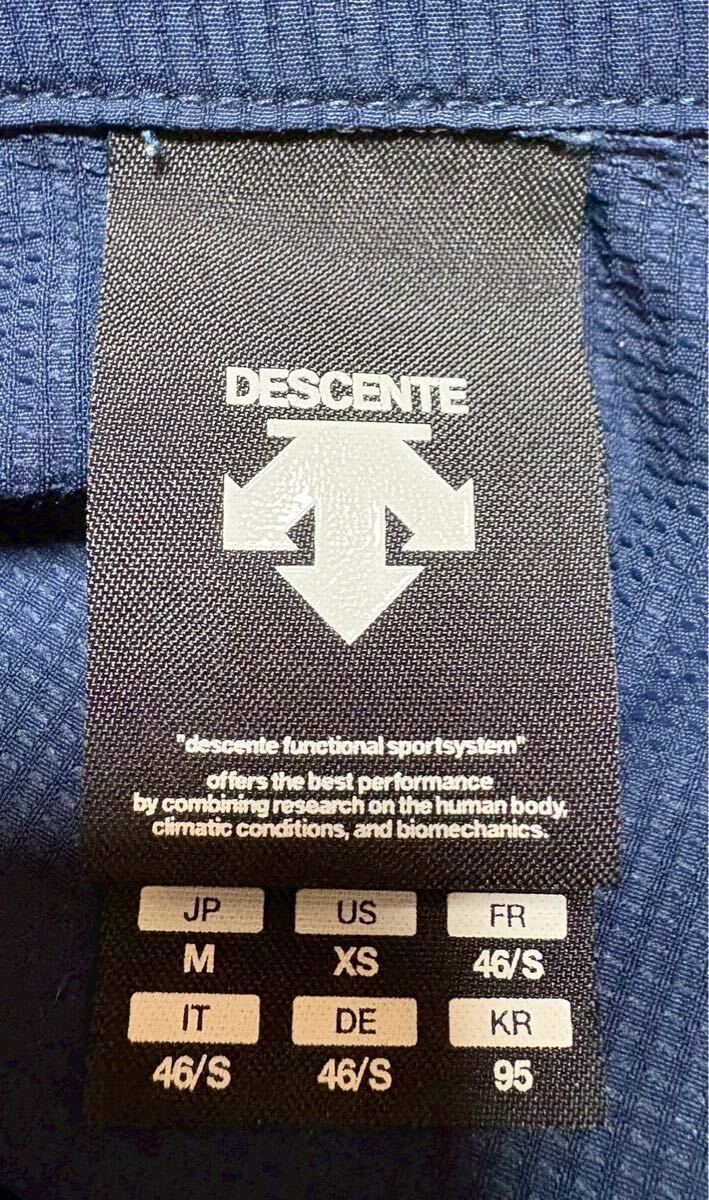 DESCENTE
"descente functional sportsystem"
offers the best performance
by combining research on the human body,
climatic conditions, and biomechanics.
JP US FR
M XS 46/S
IT DE KR
46/S 46/S 95